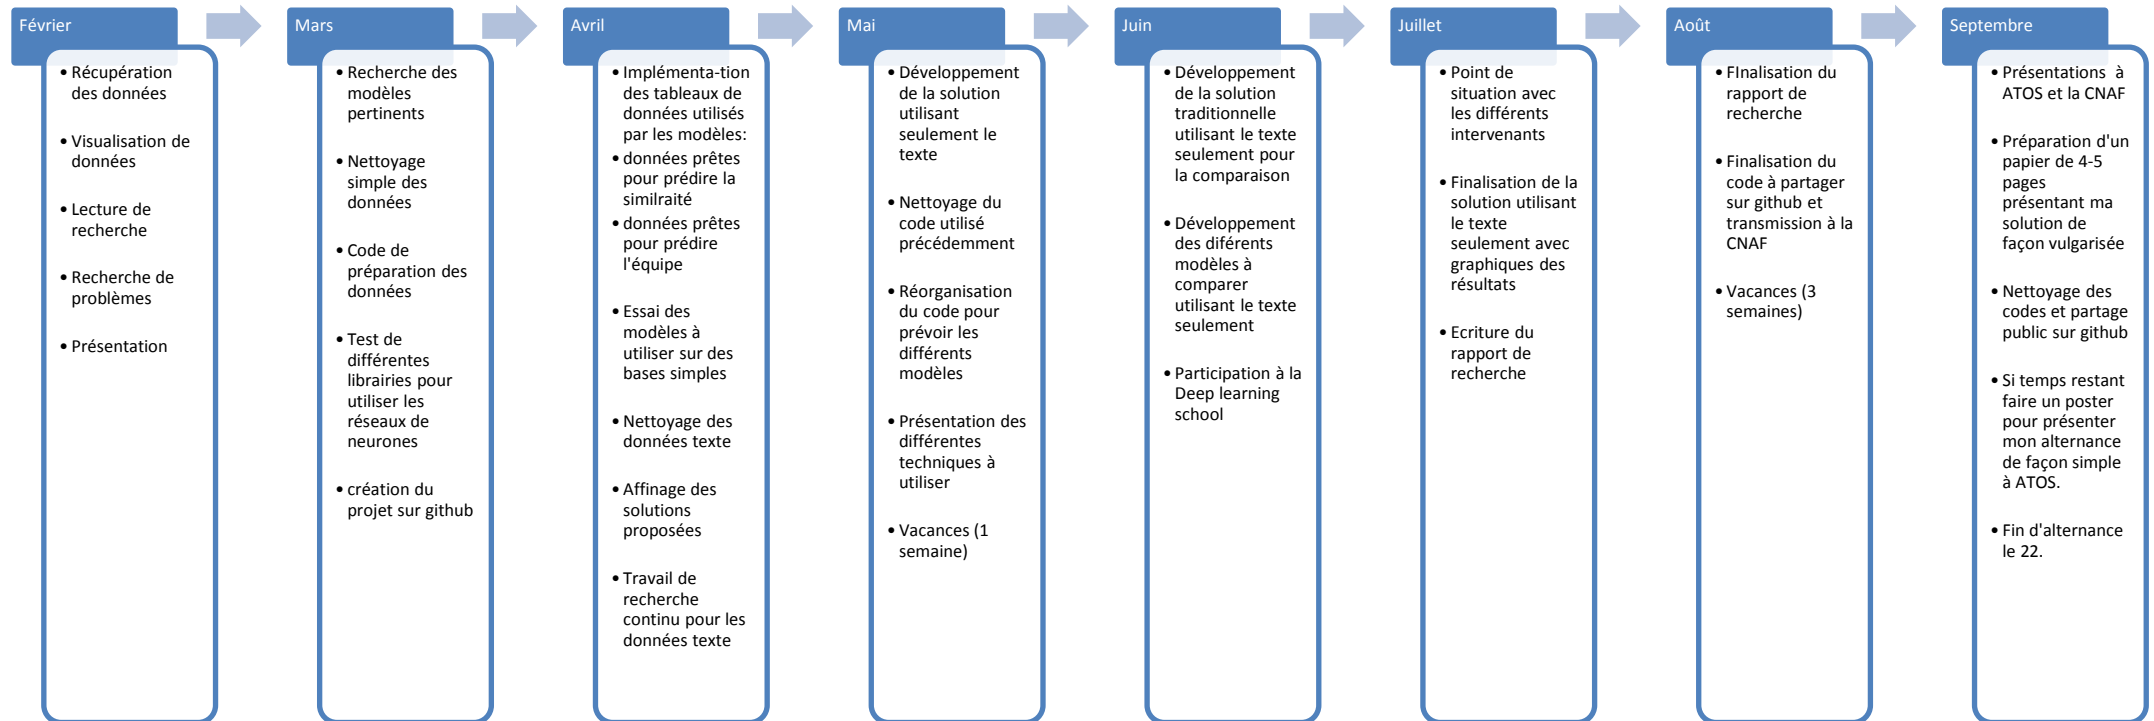 Février
• Récupération
des données
• Visualisation de
données
• Lecture de
recherche
• Recherche de
problèmes
• Présentation
Mars
• Recherche des
modèles
pertinents
• Nettoyage
simple des
données
• Code de
préparation des
données
• Test de
différentes
librairies pour
utiliser les
réseaux de
neurones
• création du
projet sur github
Avril
• Implémenta-tion
des tableaux de
données utilisés
par les modèles:
• données prêtes
pour prédire la
similraité
• données prêtes
pour prédire
l'équipe
• Essai des
modèles à
utiliser sur des
bases simples
• Nettoyage des
données texte
• Affinage des
solutions
proposées
• Travail de
recherche
continu pour les
données texte
Mai
• Développement
de la solution
utilisant
seulement le
texte
• Nettoyage du
code utilisé
précédemment
• Réorganisation
du code pour
prévoir les
différents
modèles
• Présentation des
différentes
techniques à
utiliser
• Vacances (1
semaine)
Juin
• Développement
de la solution
traditionnelle
utilisant le texte
seulement pour
la comparaison
• Développement
des diférents
modèles à
comparer
utilisant le texte
seulement
• Participation à la
Deep learning
school
Juillet
• Point de
situation avec
les différents
intervenants
• Finalisation de la
solution utilisant
le texte
seulement avec
graphiques des
résultats
• Ecriture du
rapport de
recherche
Août
• FInalisation du
rapport de
recherche
• Finalisation du
code à partager
sur github et
transmission à la
CNAF
• Vacances (3
semaines)
Septembre
• Présentations à
ATOS et la CNAF
• Préparation d'un
papier de 4-5
pages
présentant ma
solution de
façon vulgarisée
• Nettoyage des
codes et partage
public sur github
• Si temps restant
faire un poster
pour présenter
mon alternance
de façon simple
à ATOS.
• Fin d'alternance
le 22.